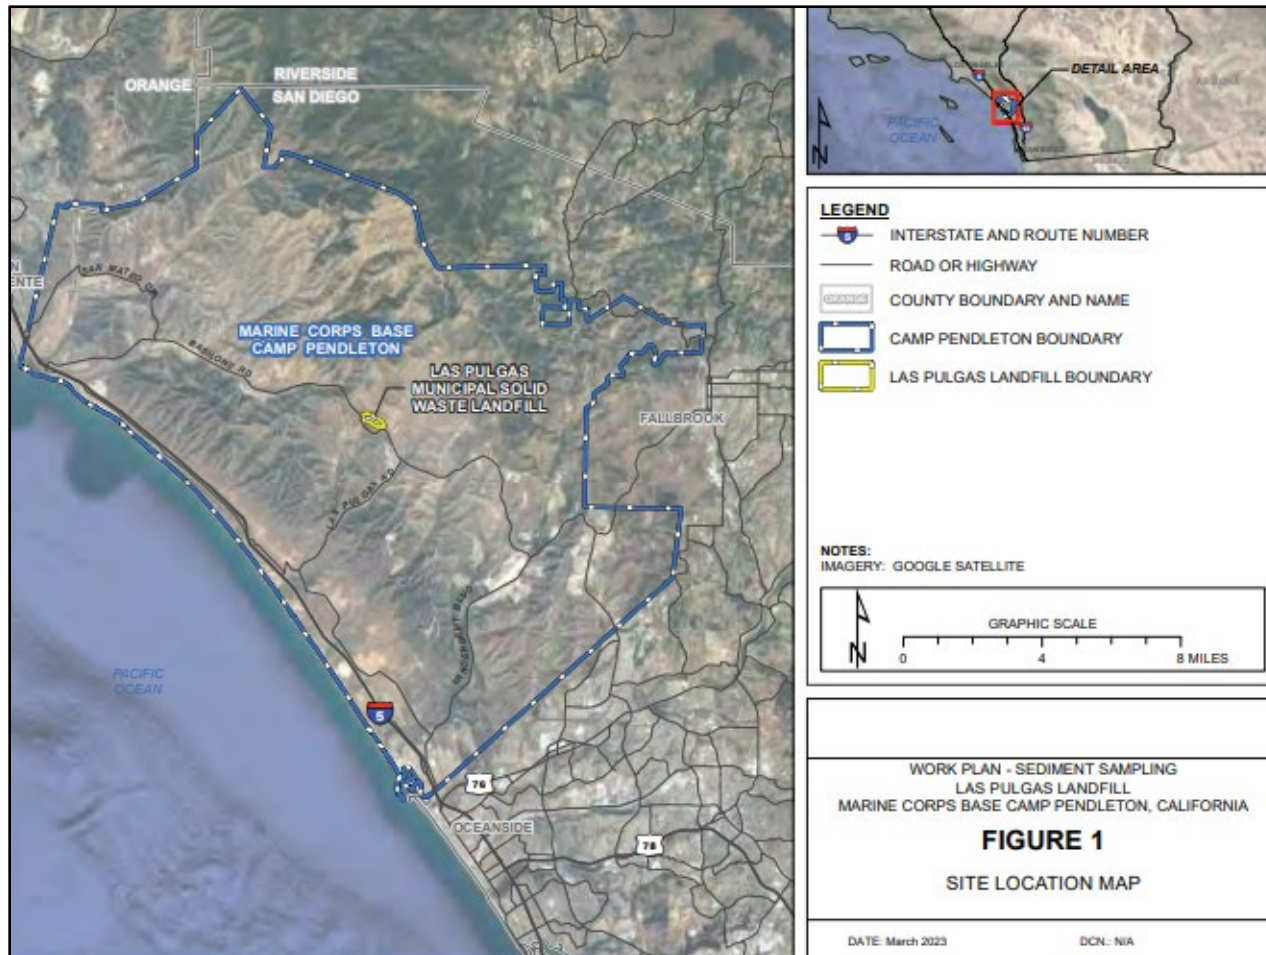 ORANGE
RIVERSIDE
SAN DIEGO
SAN MATEO DR
BASILONE RD
MARINE CORPS BASE
CAMP PENDLETON
LAS PULGAS
MUNICIPAL SOLID
WASTE LANDFILL
FALLBROOK
LAS PULGAS RD
VANDEGRIFT BLVD
PACIFIC
OCEAN
5
76
OCEANSIDE
78
DETAIL AREA
PACIFIC
OCEAN
N
LEGEND
5 INTERSTATE AND ROUTE NUMBER
ROAD OR HIGHWAY
ORANGE COUNTY BOUNDARY AND NAME
CAMP PENDLETON BOUNDARY
LAS PULGAS LANDFILL BOUNDARY
NOTES:
IMAGERY: GOOGLE SATELLITE
N
GRAPHIC SCALE
0 4 8 MILES
WORK PLAN - SEDIMENT SAMPLING
LAS PULGAS LANDFILL
MARINE CORPS BASE CAMP PENDLETON, CALIFORNIA
FIGURE 1
SITE LOCATION MAP
DATE: March 2023 DCN.: N/A